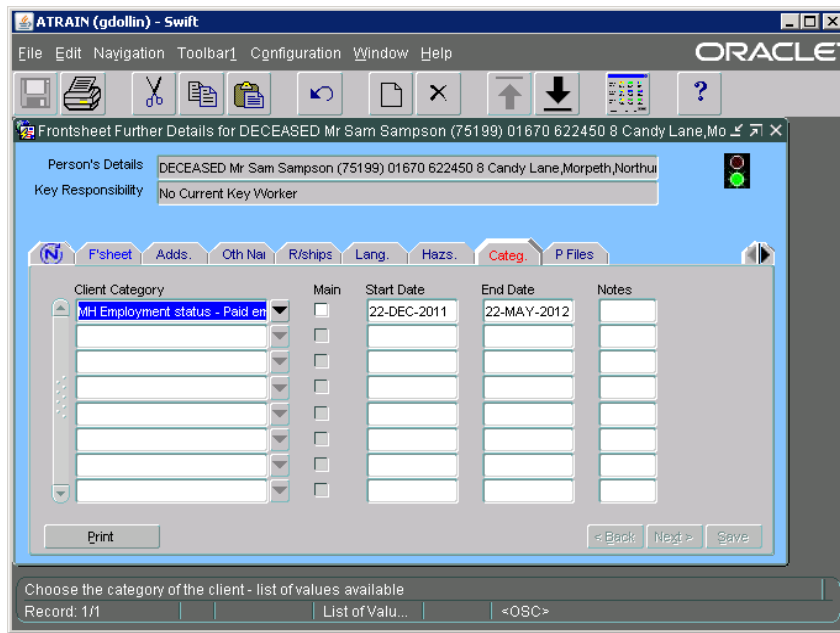 ATRAIN (gdollin) - Swift
File Edit Navigation Toolbar1 Configuration Window Help
ORACLE
?
Frontsheet Further Details for DECEASED Mr Sam Sampson (75199) 01670 622450 8 Candy Lane,Mo
Person's Details DECEASED Mr Sam Sampson (75199) 01670 622450 8 Candy Lane,Morpeth,Northu
Key Responsibility No Current Key Worker
N F'sheet Adds. Oth Nai R/ships Lang. Hazs. Categ. P Files
Client Category Main Start Date End Date Notes
MH Employment status - Paid em 22-DEC-2011 22-MAY-2012
Print < Back Next > Save
Choose the category of the client - list of values available
Record: 1/1 List of Valu... <OSC>